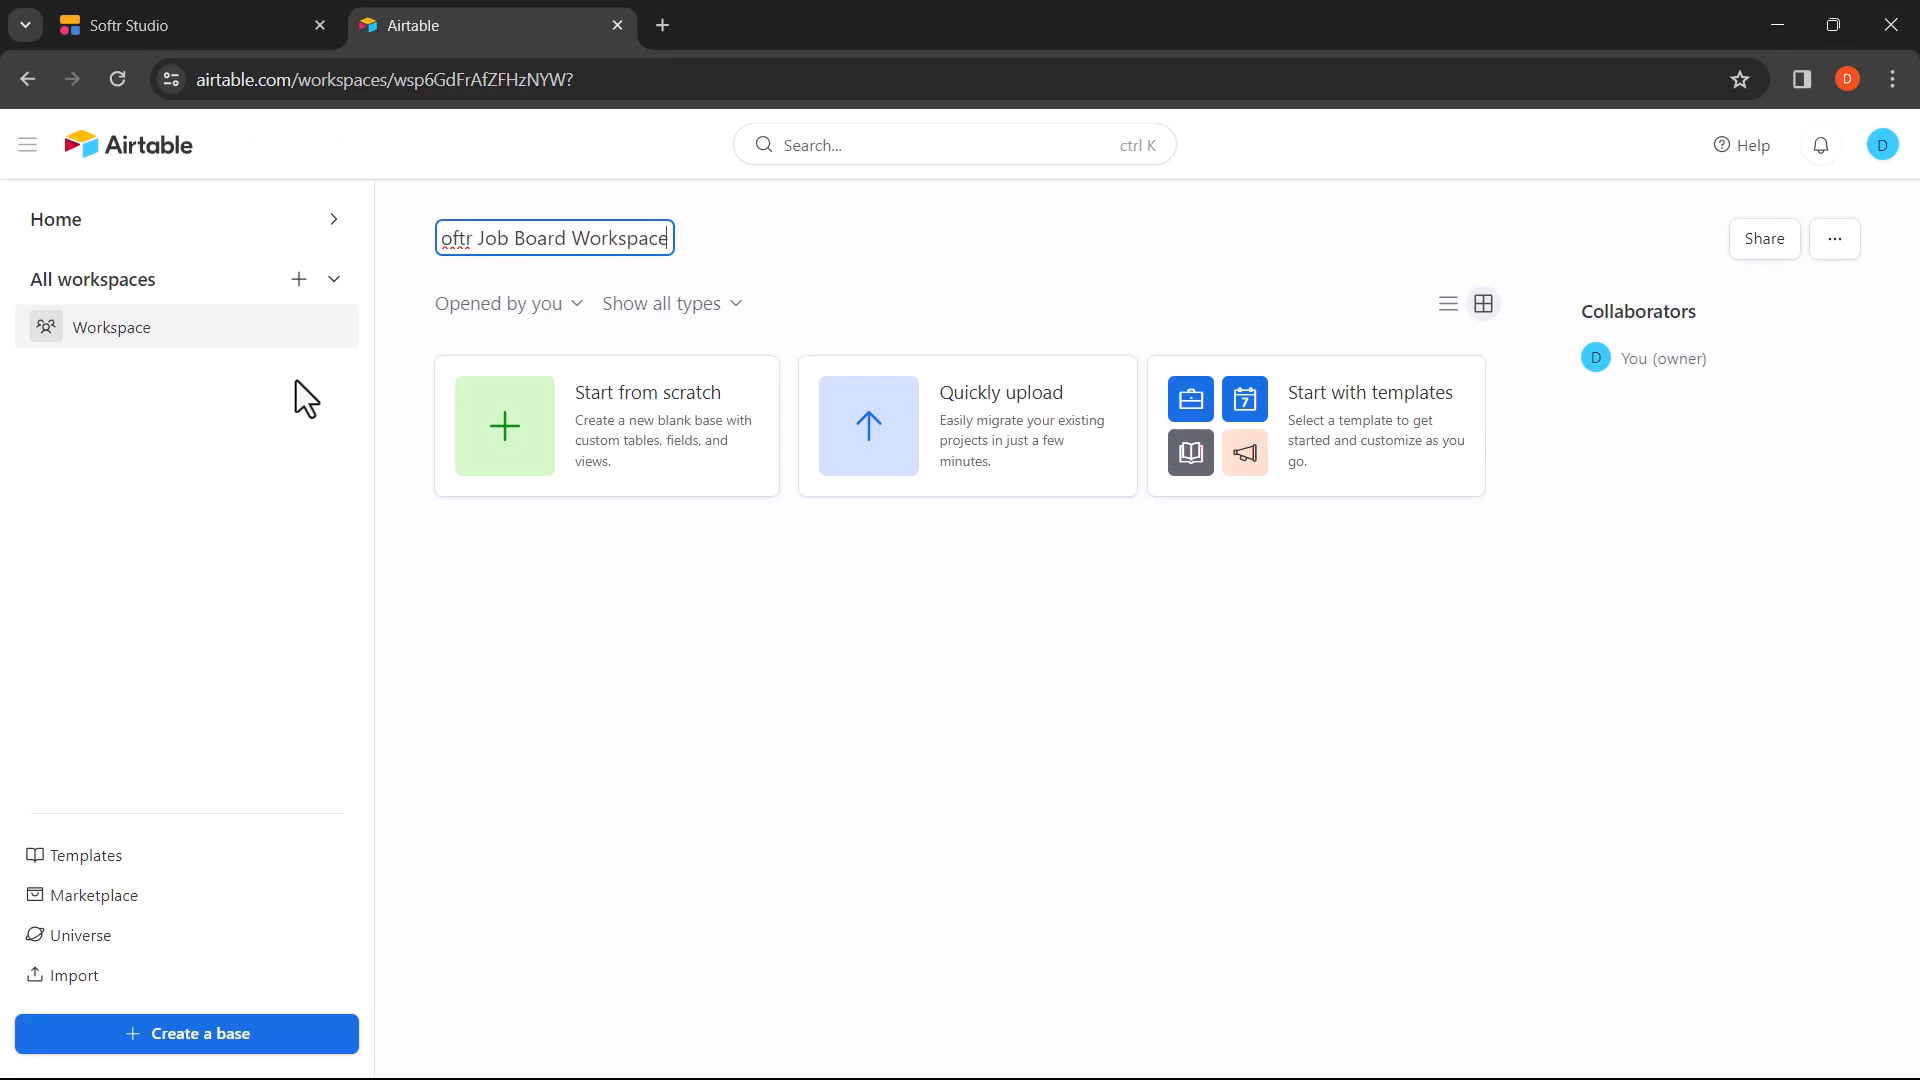 Softr Studio
Airtable
airtable.com/workspaces/wsp6GdFrAfZFHzNYW?
D
Airtable
Search...
ctrl K
Help
D
Home
oftr Job Board Workspace
Share
All workspaces
Opened by you
Show all types
Collaborators
Workspace
D
You (owner)
Start from scratch
Create a new blank base with
custom tables, fields, and
views.
Quickly upload
Easily migrate your existing
projects in just a few
minutes.
7
Start with templates
Select a template to get
started and customize as you
go.
Templates
Marketplace
Universe
Import
Create a base